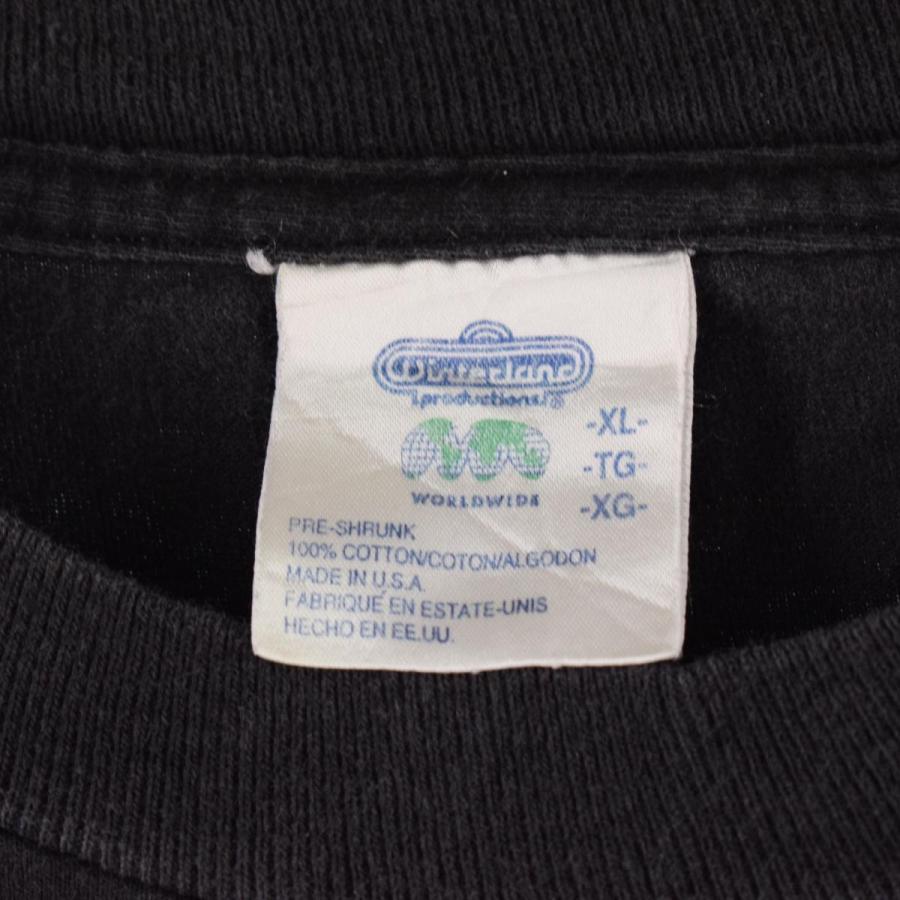 Winterland
productions®
WORLDWIDE
-XL-
-TG-
-XG-
PRE-SHRUNK
100% COTTON/COTON/ALGODON
MADE IN U.S.A.
FABRIQUÉ EN ESTATE-UNIS
HECHO EN EE.UU.